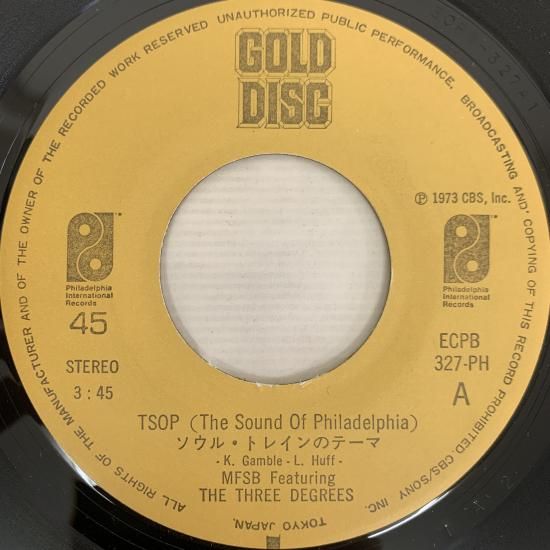 ALL RIGHTS OF THE MANUFACTURER AND OF THE OWNER OF THE RECORDED WORK RESERVED UNAUTHORIZED PUBLIC PERFORMANCE, BROADCASTING AND COPYING OF THIS RECORD PROHIBITED CBS/SONY INC.
TOKYO JAPAN.
GOLD
DISC
℗ 1973 CBS, Inc.
Philadelphia
International
Records
Philadelphia
International
Records
45
STEREO
3:45
ECPB
327-PH
A
TSOP (The Sound Of Philadelphia)
ソウル・トレインのテーマ
- K. Gamble - L. Huff -
MFSB Featuring
THE THREE DEGREES